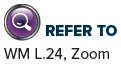 REFER TO
WM L.24, Zoom